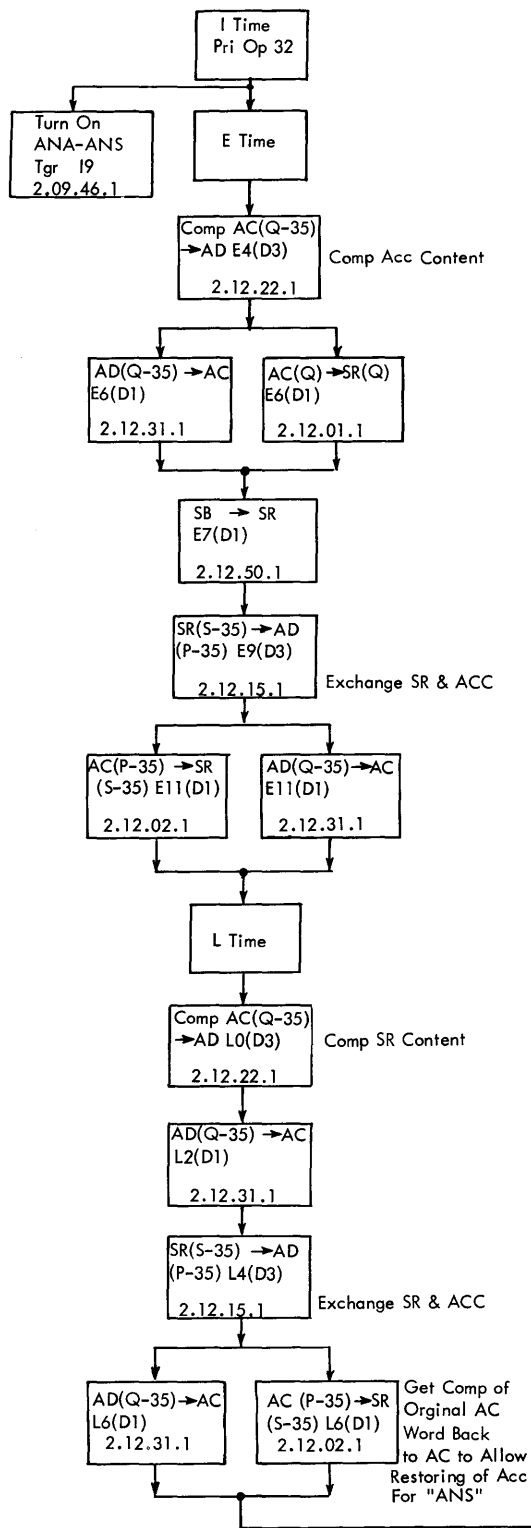 I Time
Pri Op 32
Turn On
ANA-ANS
Tgr I9
2.09.46.1
E Time
Comp AC(Q-35)
→AD E4(D3)
2.12.22.1
Comp Acc Content
AD(Q-35) →AC
E6(D1)
2.12.31.1
AC(Q) →SR(Q)
E6(D1)
2.12.01.1
SB → SR
E7(D1)
2.12.50.1
SR(S-35) →AD
(P-35) E9(D3)
2.12.15.1
Exchange SR & ACC
AC(P-35) →SR
(S-35) E11(D1)
2.12.02.1
AD(Q-35)→AC
E11(D1)
2.12.31.1
L Time
Comp AC(Q-35)
→AD L0(D3)
2.12.22.1
Comp SR Content
AD(Q-35) →AC
L2(D1)
2.12.31.1
SR(S-35) →AD
(P-35) L4(D3)
2.12.15.1
Exchange SR & ACC
AD(Q-35)→AC
L6(D1)
2.12.31.1
AC (P-35)→SR
(S-35) L6(D1)
2.12.02.1
Get Comp of
Orginal AC
Word Back
to AC to Allow
Restoring of Acc
For "ANS"